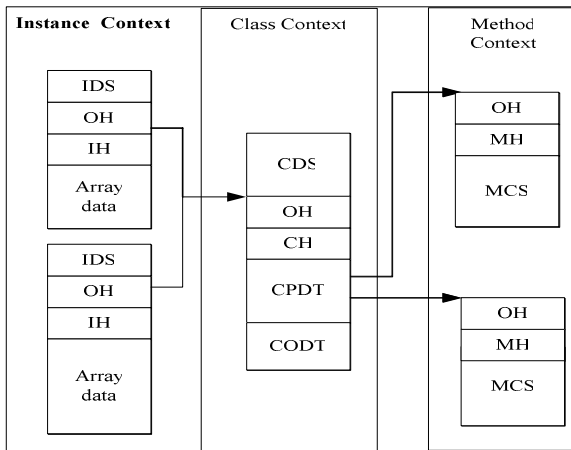 Instance Context
IDS
OH
IH
Array
data
IDS
OH
IH
Array
data
Class Context
CDS
OH
CH
CPDT
CODT
Method
Context
OH
MH
MCS
OH
MH
MCS